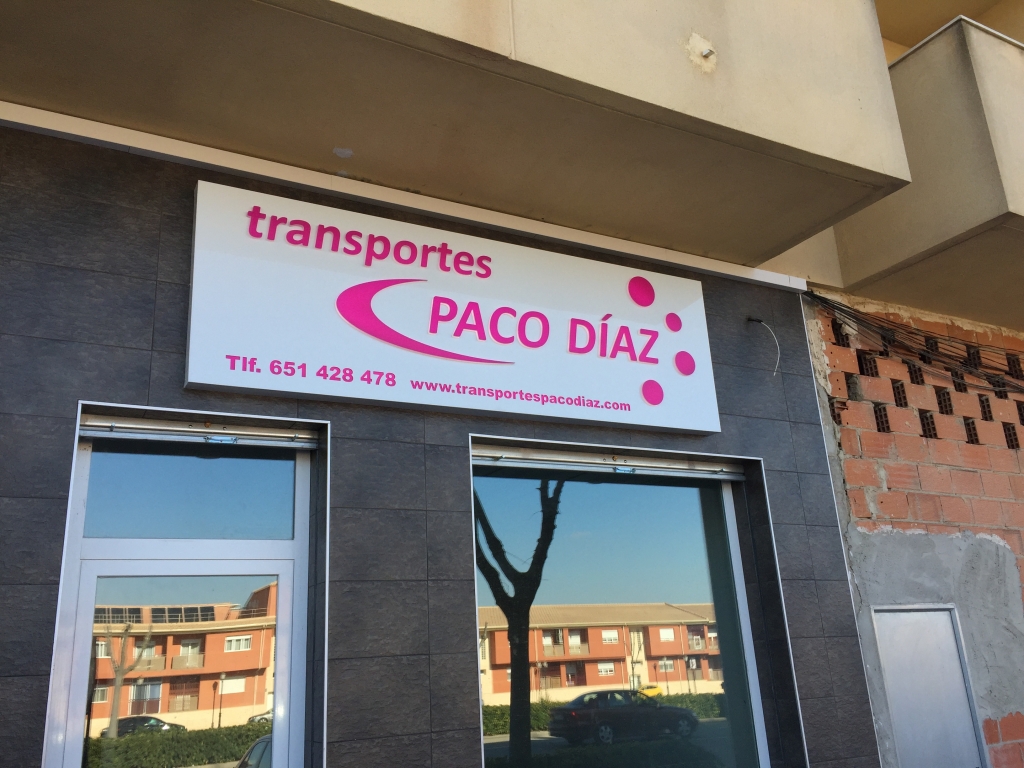 transportes
PACO DÍAZ
Tlf. 651 428 478 www.transportespacodiaz.com